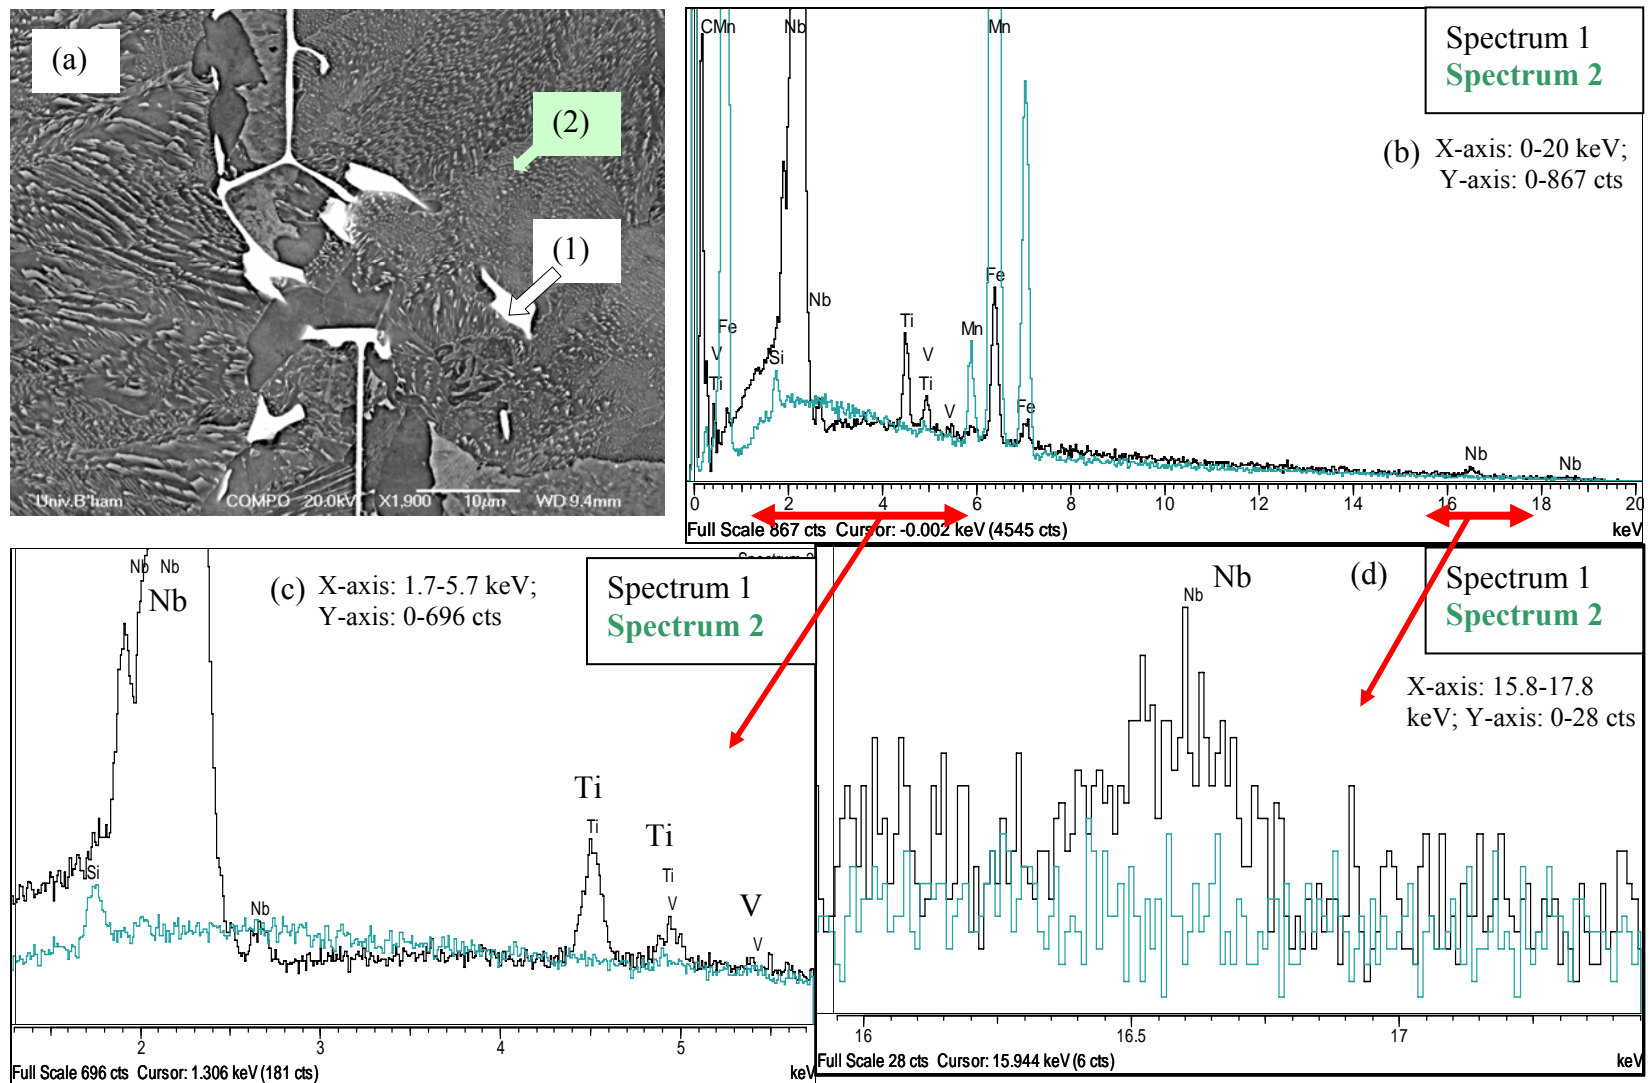 (a)
(2)
(1)
Univ.B'ham COMPO 20.0kV X1,900 10µm WD 9.4mm
CMn Nb Mn
Spectrum 1
Spectrum 2
(b) X-axis: 0-20 keV;
Y-axis: 0-867 cts
Fe
Nb
Ti
Fe
Mn
V
Si
V
Ti
Ti
V
Fe
Nb
Nb
0 2 4 6 8 10 12 14 16 18 20
Full Scale 867 cts Cursor: -0.002 keV (4545 cts) keV
Nb Nb
Nb
(c) X-axis: 1.7-5.7 keV;
Y-axis: 0-696 cts
Spectrum 1
Spectrum 2
Ti
Ti
Ti
Ti
Si
Nb
V
V
V
2 3 4 5
Full Scale 696 cts Cursor: 1.306 keV (181 cts) keV
Nb
Nb
(d)
Spectrum 1
Spectrum 2
X-axis: 15.8-17.8
keV; Y-axis: 0-28 cts
16 16.5 17
Full Scale 28 cts Cursor: 15.944 keV (6 cts) keV